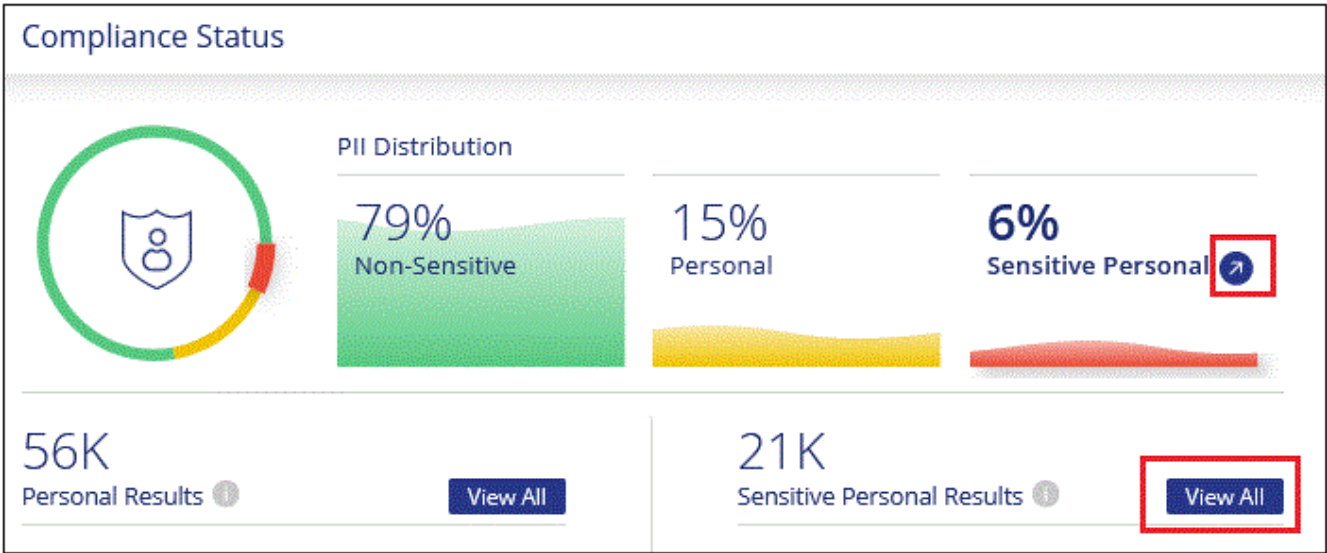 Compliance Status
PII Distribution
79%
Non-Sensitive
15%
Personal
6%
Sensitive Personal
56K
Personal Results
View All
21K
Sensitive Personal Results
View All